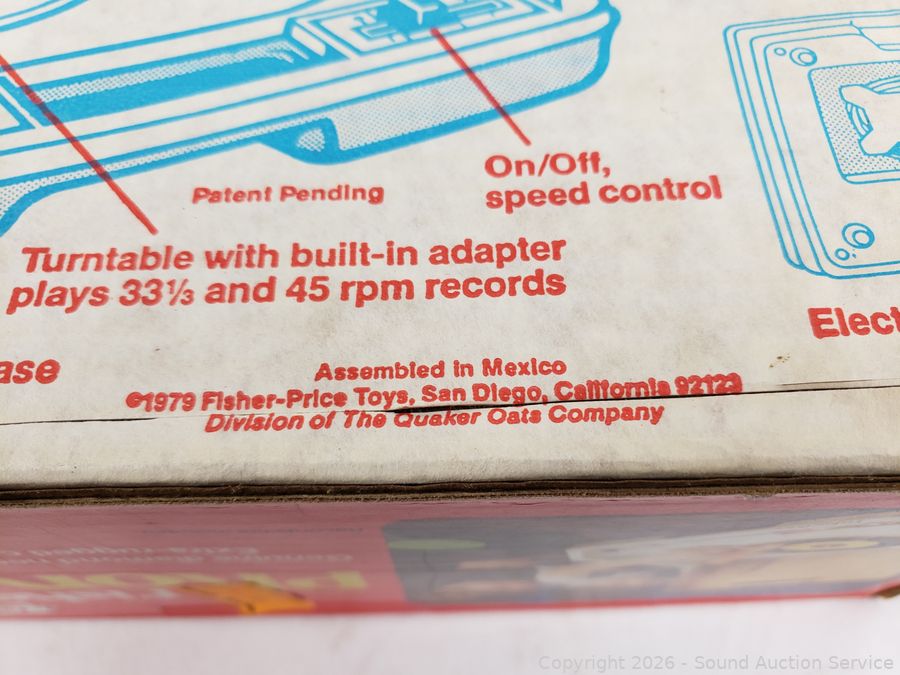 On/Off,
speed control
Patent Pending
Turntable with built-in adapter
plays 33⅓ and 45 rpm records
Elect
ase
Assembled in Mexico
©1979 Fisher-Price Toys, San Diego, California 92123
Division of The Quaker Oats Company
Copyright 2026 - Sound Auction Service